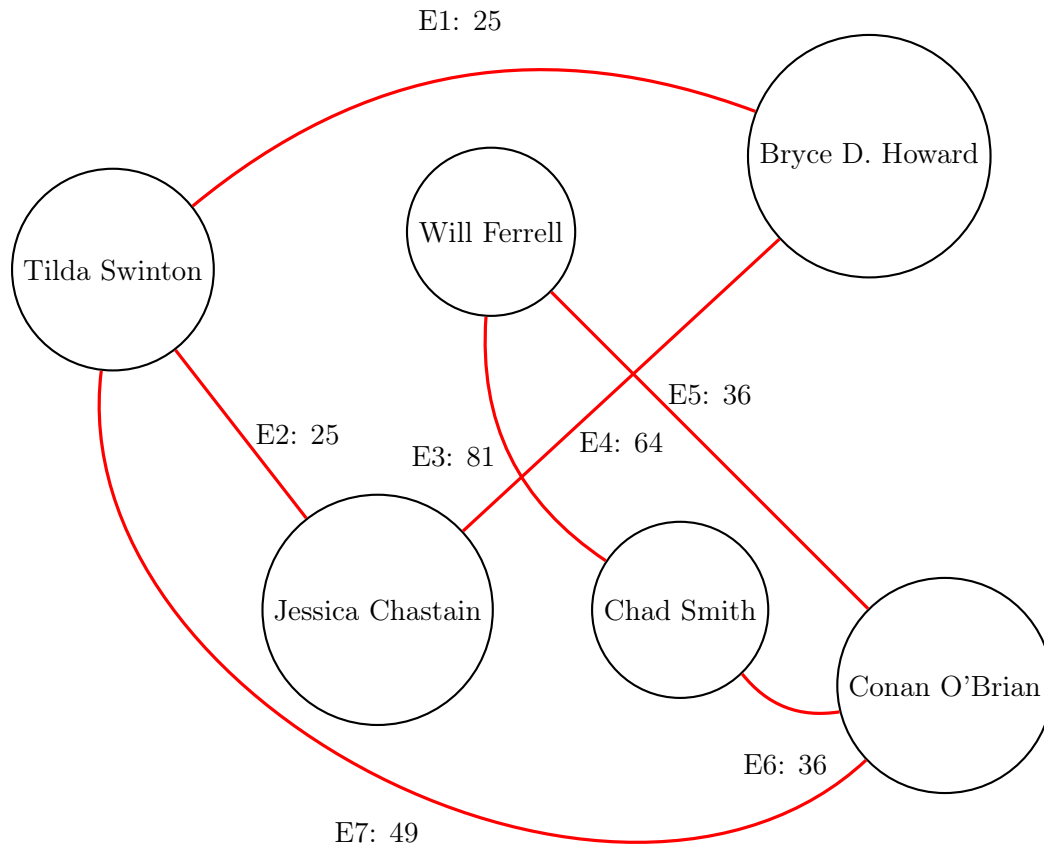 E1: 25
Bryce D. Howard
Will Ferrell
Tilda Swinton
E5: 36
E2: 25
E4: 64
E3: 81
Jessica Chastain
Chad Smith
Conan O'Brian
E6: 36
E7: 49